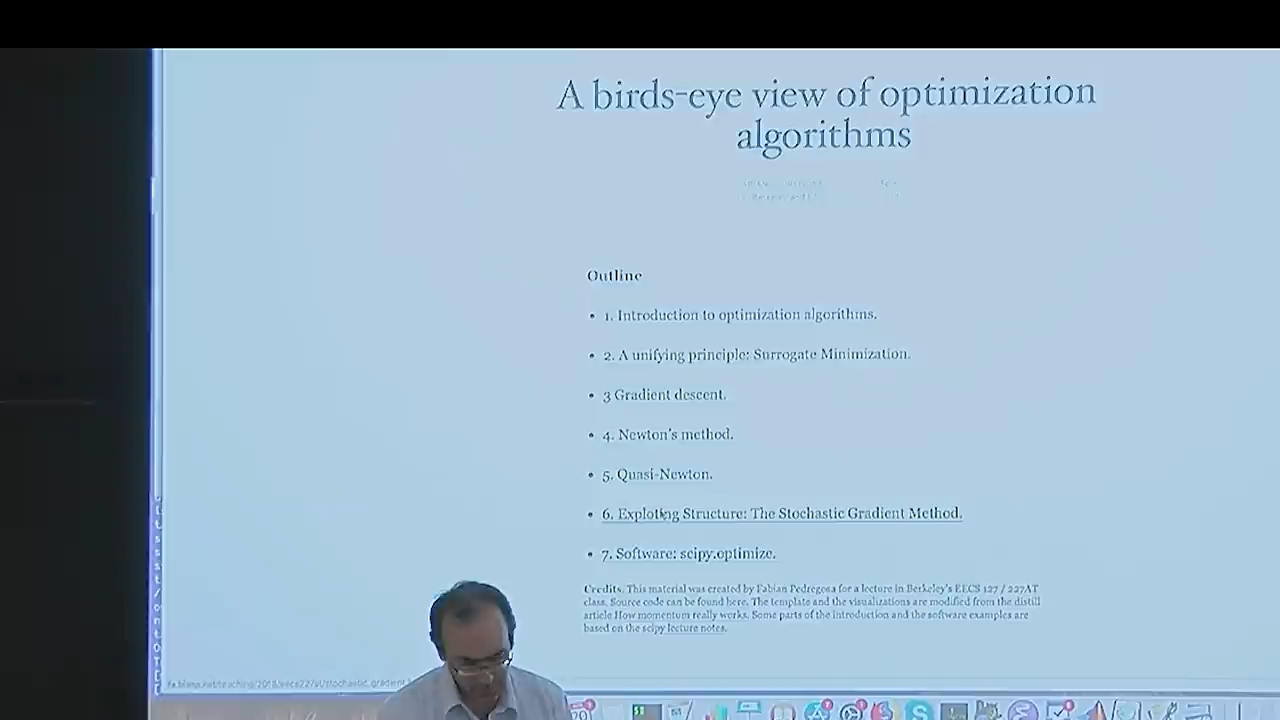 A birds-eye view of optimization
algorithms
Outline
• 1. Introduction to optimization algorithms.
• 2. A unifying principle: Surrogate Minimization.
• 3 Gradient descent.
• 4. Newton's method.
• 5. Quasi-Newton.
• 6. Exploting Structure: The Stochastic Gradient Method.
• 7. Software: scipy.optimize.
Credits. This material was created by Fabian Pedregosa for a lecture in Berkeley's EECS 127 / 227AT
class. Source code can be found here. The template and the visualizations are modified from the distill
article How momentum really works. Some parts of the introduction and the software examples are
based on the scipy lecture notes.